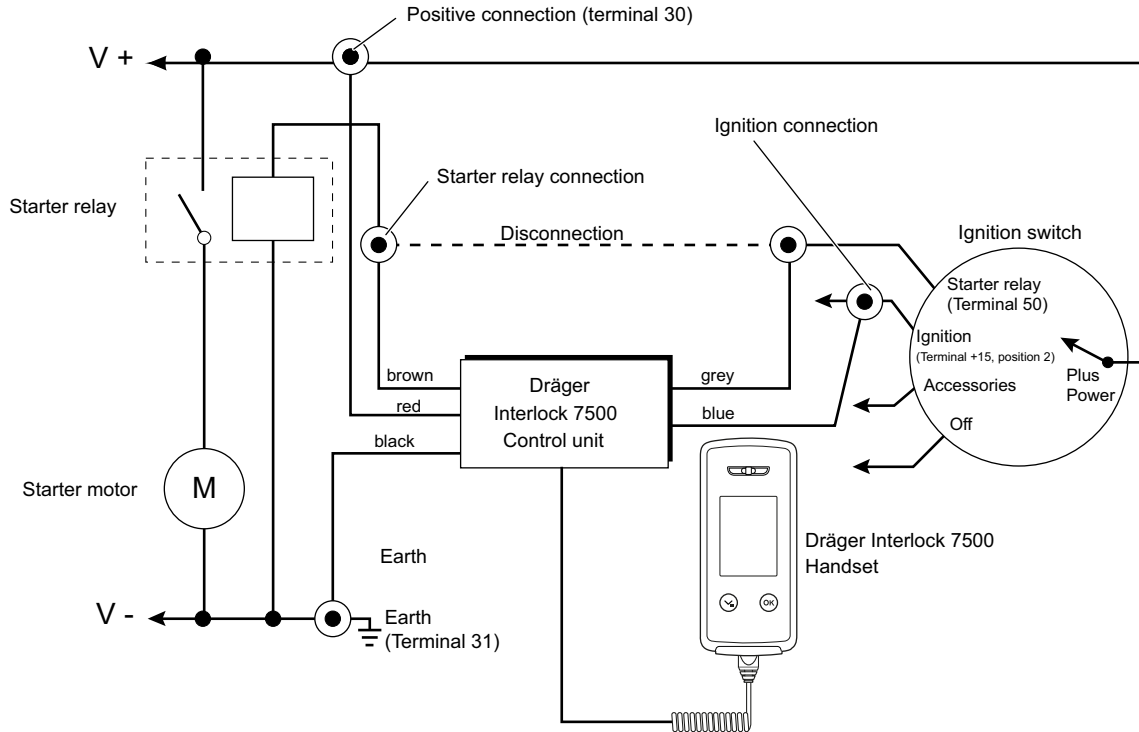 Positive connection (terminal 30)
V +
Ignition connection
Starter relay connection
Starter relay
Disconnection
Ignition switch
Starter relay
(Terminal 50)
Ignition
(Terminal +15, position 2)
Plus
Power
Accessories
Off
brown
red
black
Dräger
Interlock 7500
Control unit
grey
blue
Starter motor
M
Dräger Interlock 7500
Handset
OK
Earth
V -
Earth
(Terminal 31)